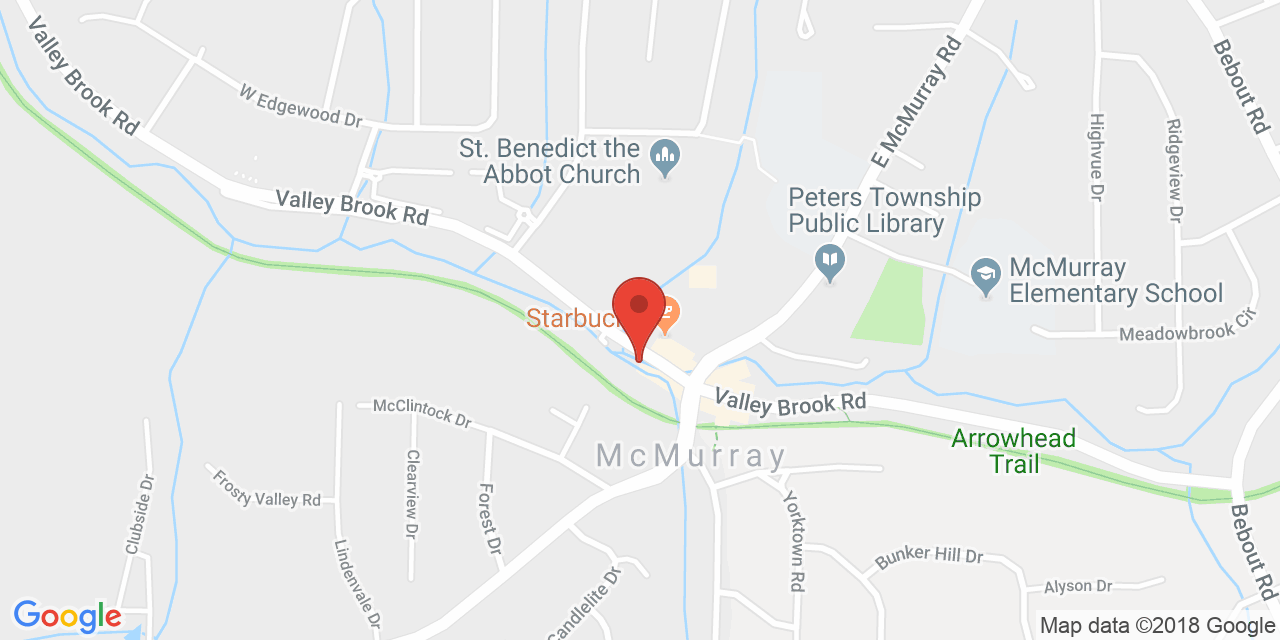 Valley Brook Rd
W Edgewood Dr
St. Benedict the
Abbot Church
E McMurray Rd
Bebout Rd
Highvue Dr
Ridgeview Dr
Valley Brook Rd
Peters Township
Public Library
McMurray
Elementary School
Meadowbrook Cir
Valley Brook Rd
McClintock Dr
McMurray
Arrowhead
Trail
Clubside Dr
Frosty Valley Rd
Clearview Dr
Forest Dr
Lindenvale Dr
Candlelite Dr
Yorktown Rd
Bunker Hill Dr
Alyson Dr
Bebout Rd
Google
Map data ©2018 Google